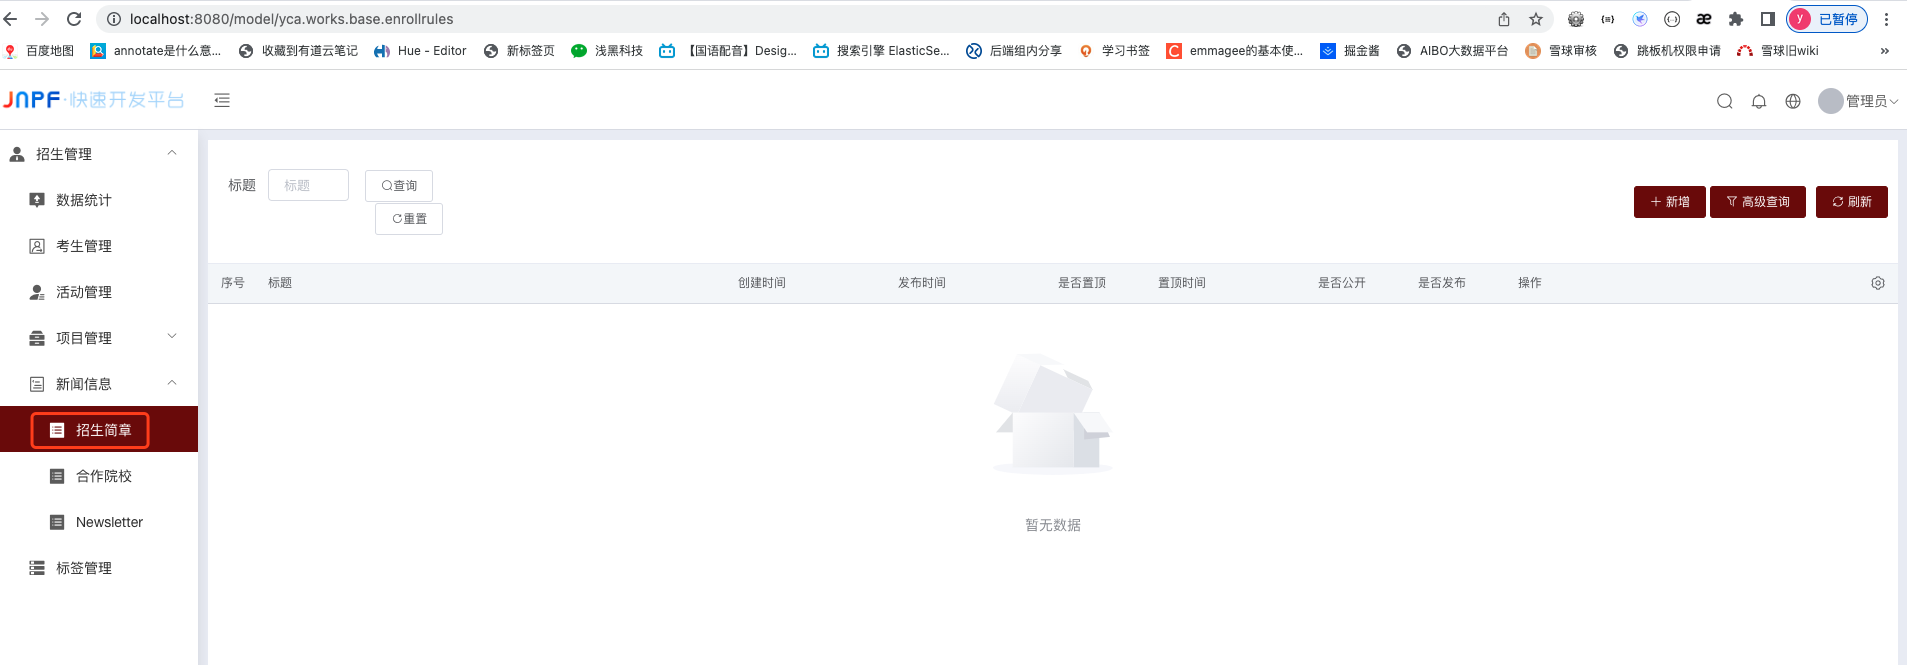 localhost:8080/model/yca.works.base.enrollrules
y 已暂停
百度地图 annotate是什么意... 收藏到有道云笔记 Hue - Editor 新标签页 浅黑科技 【国语配音】Desig... 搜索引擎 ElasticSe... 后端组内分享 学习书签 emmagee的基本使... 掘金酱 AIBO大数据平台 雪球审核 跳板机权限申请 雪球旧wiki »
JNPF·快速开发平台
管理员
招生管理
数据统计
考生管理
活动管理
项目管理
新闻信息
招生简章
合作院校
Newsletter
标签管理
标题 标题 查询
重置
新增 高级查询 刷新
序号 标题 创建时间 发布时间 是否置顶 置顶时间 是否公开 是否发布 操作
暂无数据